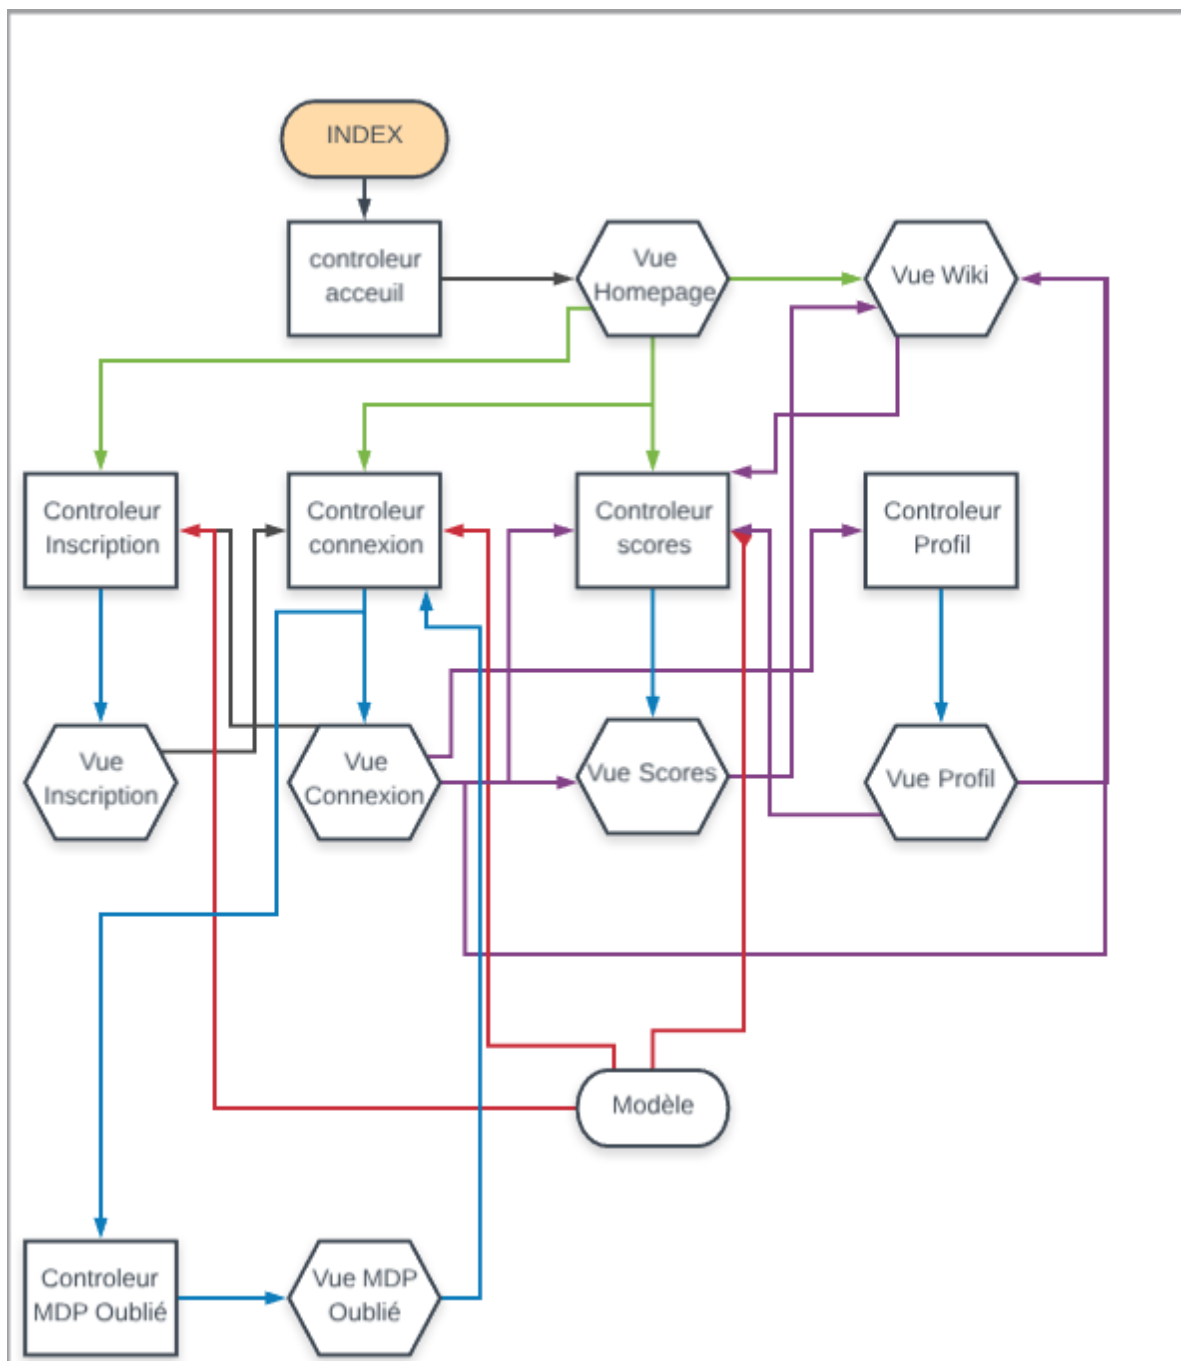 INDEX
controleur
acceuil
Vue
Homepage
Vue Wiki
Controleur
Inscription
Controleur
connexion
Controleur
scores
Controleur
Profil
Vue
Inscription
Vue
Connexion
Vue Scores
Vue Profil
Modèle
Controleur
MDP Oublié
Vue MDP
Oublié